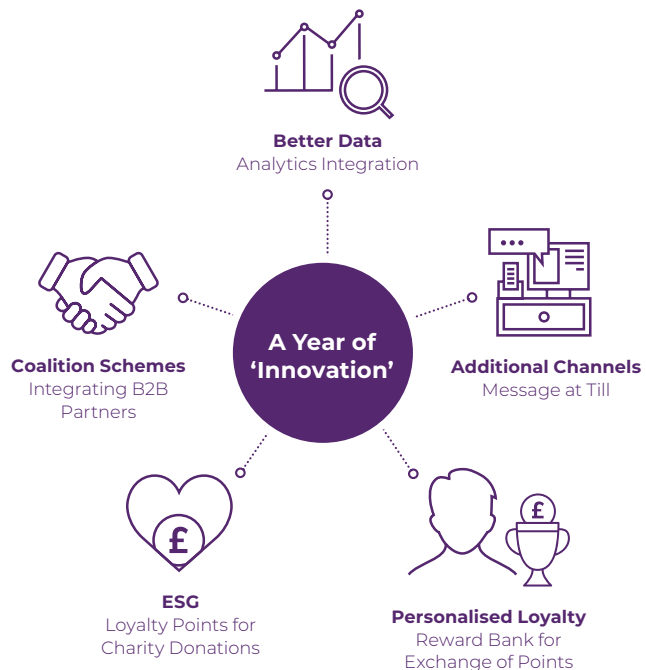 Better Data
Analytics Integration
A Year of
‘Innovation’
Coalition Schemes
Integrating B2B
Partners
Additional Channels
Message at Till
£
ESG
Loyalty Points for
Charity Donations
£
Personalised Loyalty
Reward Bank for
Exchange of Points